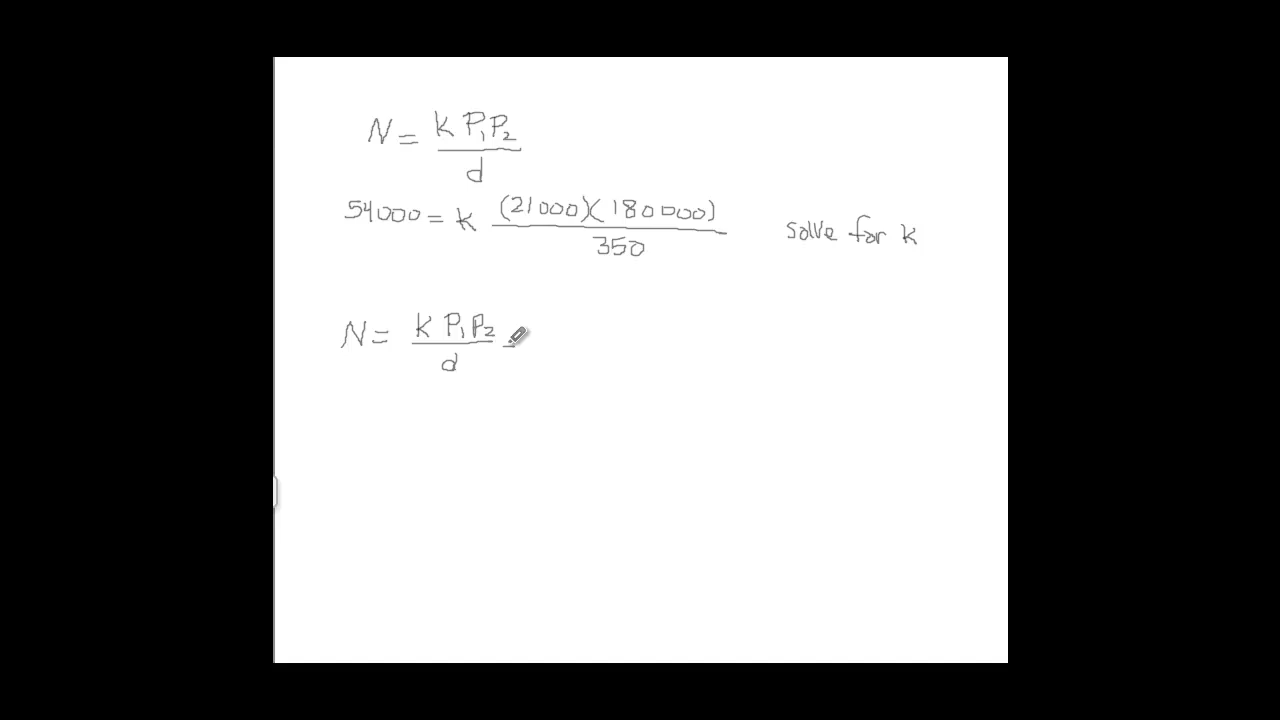 N = K P₁P₂ / d
54000 = K (21000)(180000) / 350 solve for K
N = K P₁P₂ / d =